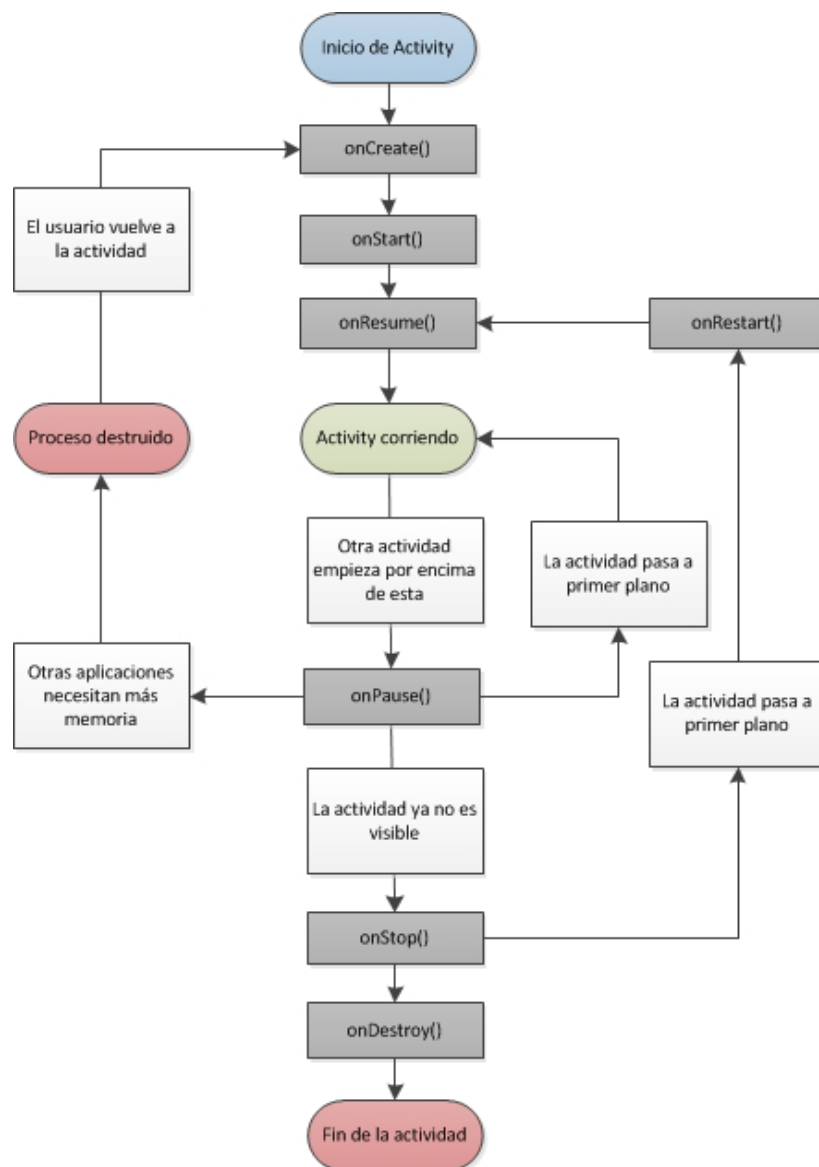 Inicio de Activity
onCreate()
El usuario vuelve a
la actividad
onStart()
onResume()
onRestart()
Proceso destruido
Activity corriendo
Otra actividad
empieza por encima
de esta
La actividad pasa a
primer plano
Otras aplicaciones
necesitan más
memoria
onPause()
La actividad pasa a
primer plano
La actividad ya no es
visible
onStop()
onDestroy()
Fin de la actividad